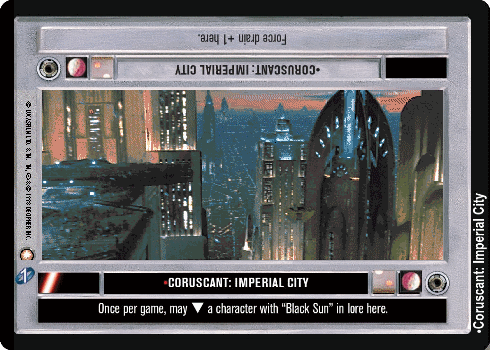 Force drain +1 here.
•CORUSCANT: IMPERIAL CITY
•CORUSCANT: IMPERIAL CITY
Once per game, may ▼ a character with “Black Sun” in lore here.
•Coruscant: Imperial City